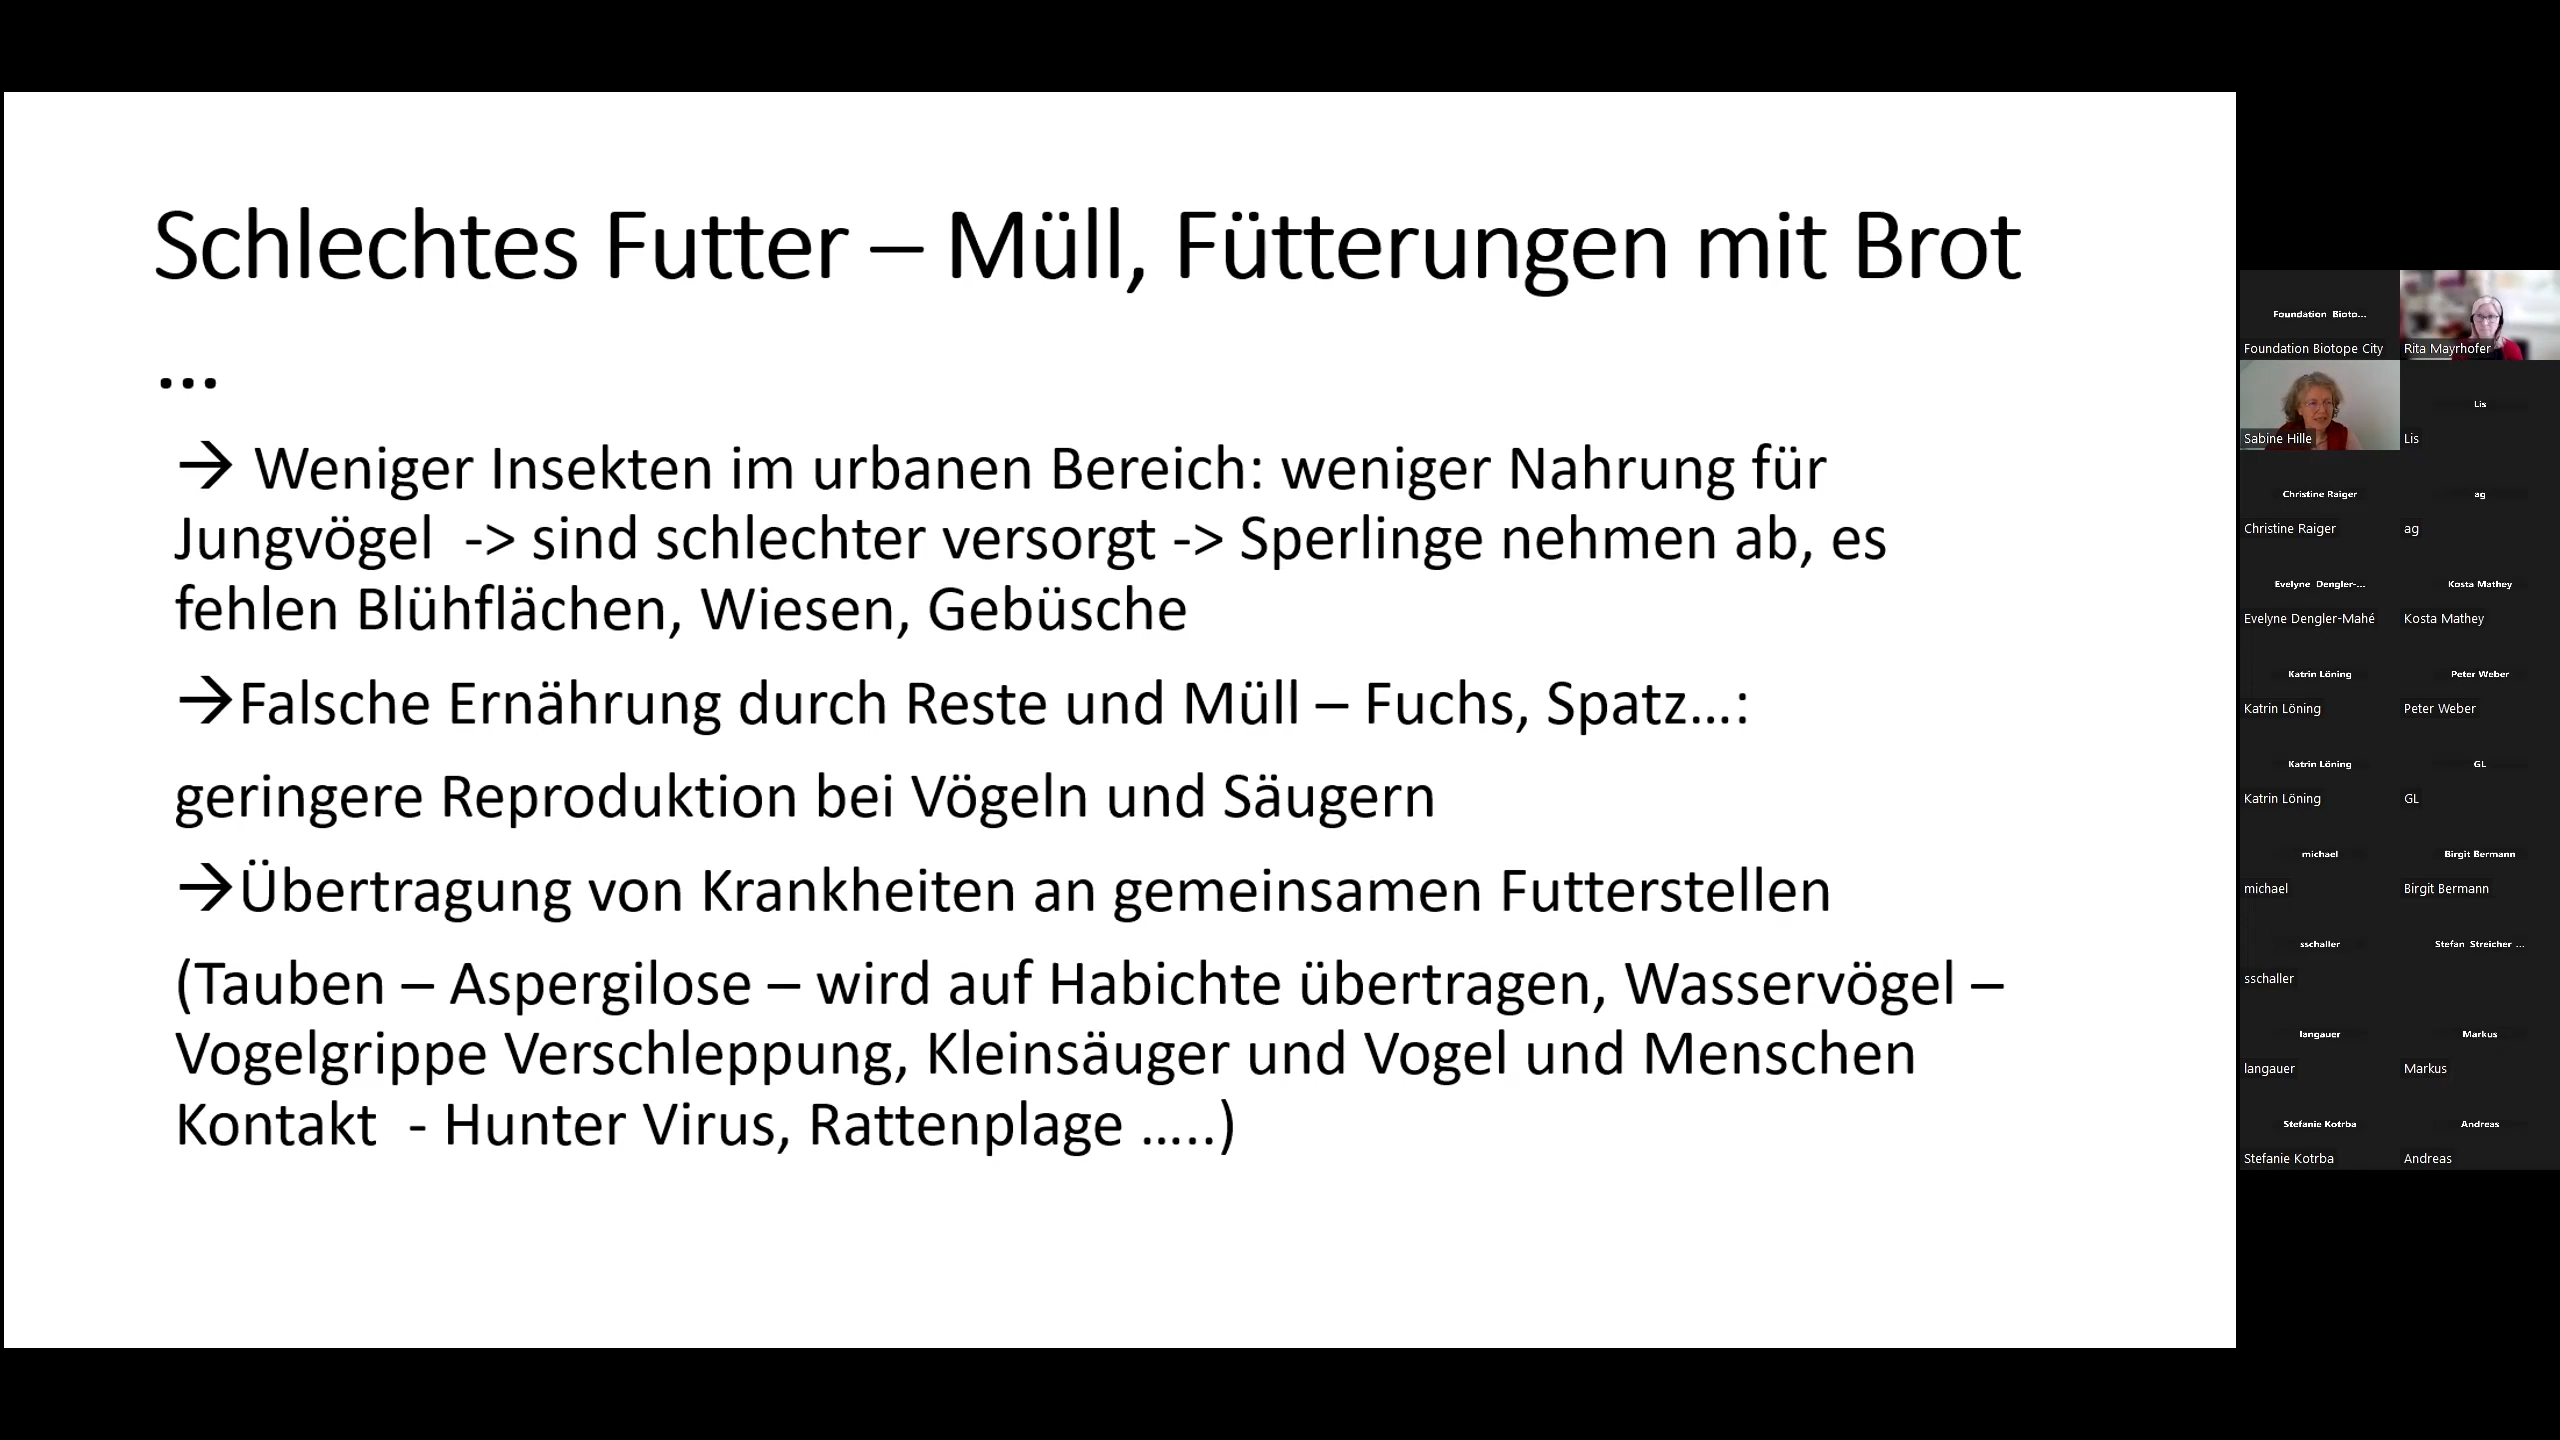 Schlechtes Futter – Müll, Fütterungen mit Brot
...
→ Weniger Insekten im urbanen Bereich: weniger Nahrung für
Jungvögel -> sind schlechter versorgt -> Sperlinge nehmen ab, es
fehlen Blühflächen, Wiesen, Gebüsche
→Falsche Ernährung durch Reste und Müll – Fuchs, Spatz...:
geringere Reproduktion bei Vögeln und Säugern
→Übertragung von Krankheiten an gemeinsamen Futterstellen
(Tauben – Aspergilose – wird auf Habichte übertragen, Wasservögel –
Vogelgrippe Verschleppung, Kleinsäuger und Vogel und Menschen
Kontakt - Hunter Virus, Rattenplage .....)
Foundation Bioto...
Foundation Biotope City
Rita Mayrhofer
Sabine Hille
Lis
Lis
Christine Raiger
Christine Raiger
ag
ag
Evelyne Dengler-...
Evelyne Dengler-Mahé
Kosta Mathey
Kosta Mathey
Katrin Löning
Katrin Löning
Peter Weber
Peter Weber
Katrin Löning
Katrin Löning
GL
GL
michael
michael
Birgit Bermann
Birgit Bermann
sschaller
sschaller
Stefan Streicher ...
langauer
langauer
Markus
Markus
Stefanie Kotrba
Stefanie Kotrba
Andreas
Andreas